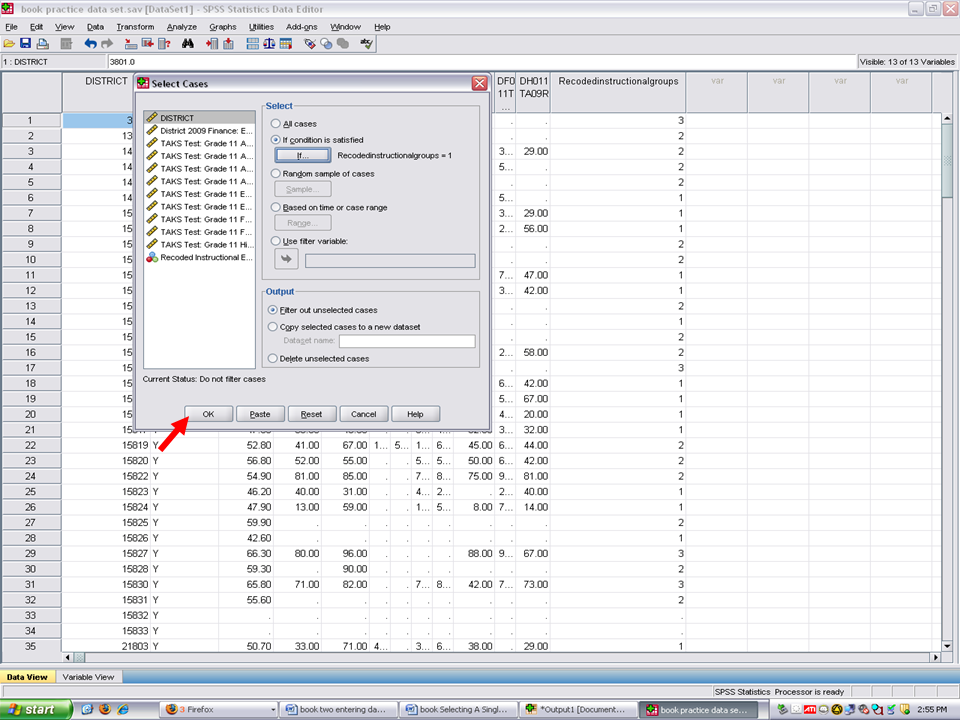 book practice data set.sav [DataSet1] - SPSS Statistics Data Editor
File Edit View Data Transform Analyze Graphs Utilities Add-ons Window Help
1 : DISTRICT 3801.0 Visible: 13 of 13 Variables
DISTRICT DF0 11T ... DH011 TA09R Recodedinstructionalgroups var var var var
Select Cases
DISTRICT
District 2009 Finance: E...
TAKS Test: Grade 11 A...
TAKS Test: Grade 11 A...
TAKS Test: Grade 11 A...
TAKS Test: Grade 11 A...
TAKS Test: Grade 11 E...
TAKS Test: Grade 11 E...
TAKS Test: Grade 11 F...
TAKS Test: Grade 11 F...
TAKS Test: Grade 11 Hi...
Recoded Instructional E...
Select
All cases
If condition is satisfied
If... Recodedinstructionalgroups = 1
Random sample of cases
Sample...
Based on time or case range
Range...
Use filter variable:
Output
Filter out unselected cases
Copy selected cases to a new dataset
Dataset name:
Delete unselected cases
Current Status: Do not filter cases
OK Paste Reset Cancel Help
1 3 . . 3
2 13 . . 2
3 15 3... 29.00 2
4 15 5... . 2
5 15 . . 2
6 15 5... . 1
7 15 3... 29.00 1
8 15 2... 56.00 1
9 15 . . 2
10 15 . . 2
11 15 7... 47.00 1
12 15 3... 42.00 1
13 15 . . 2
14 15 . . 1
15 15 . . 2
16 15 2... 58.00 2
17 15 . . 3
18 15 6... 42.00 1
19 15 5... 67.00 1
20 15 4... 20.00 1
21 3... 32.00 1
22 15819 Y 52.80 41.00 67.00 1... 5... 1... 6... 45.00 6... 44.00 2
23 15820 Y 56.80 52.00 55.00 . . 5... 5... 50.00 6... 42.00 2
24 15822 Y 54.90 81.00 85.00 . . 7... 8... 75.00 9... 81.00 2
25 15823 Y 46.20 40.00 31.00 . . 4... 2... . 2... 40.00 1
26 15824 Y 47.90 13.00 59.00 . . 1... 5... 8.00 7... 14.00 1
27 15825 Y 59.90 . . . . . . . . . 2
28 15826 Y 42.60 . . . . . . . . . 1
29 15827 Y 66.30 80.00 96.00 . . . . 88.00 9... 67.00 3
30 15828 Y 59.30 . 90.00 . . . . . . . 2
31 15830 Y 65.80 71.00 82.00 . . 7... 8... 42.00 7... 73.00 3
32 15831 Y 55.60 . . . . . . . . . 2
33 15832 Y . . . . . . . . . . .
34 15833 Y . . . . . . . . . . .
35 21803 Y 50.70 33.00 71.00 4... . 3... 6... 38.00 . 29.00 1
Data View Variable View
SPSS Statistics Processor is ready
start 3 Firefox book two entering da... book Selecting A Singl... *Output1 [Document... book practice data se... ATI 2:55 PM